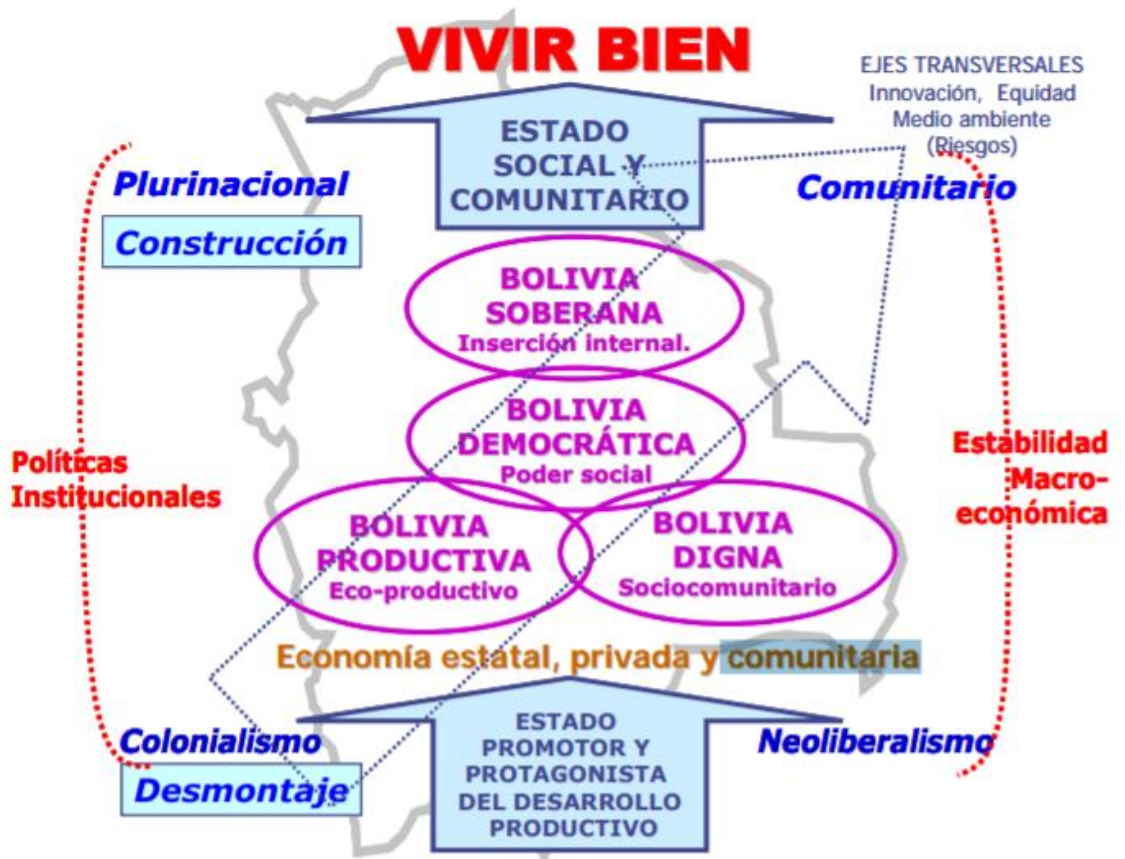 VIVIR BIEN
EJES TRANSVERSALES
Innovación, Equidad
Medio ambiente
(Riesgos)
ESTADO
SOCIAL Y
COMUNITARIO
Plurinacional
Construcción
Comunitario
BOLIVIA
SOBERANA
Inserción internal.
BOLIVIA
DEMOCRÁTICA
Poder social
Políticas
Institucionales
Estabilidad
Macro-
económica
BOLIVIA
PRODUCTIVA
Eco-productivo
BOLIVIA
DIGNA
Sociocomunitario
Economía estatal, privada y comunitaria
Colonialismo
Desmontaje
Neoliberalismo
ESTADO
PROMOTOR Y
PROTAGONISTA
DEL DESARROLLO
PRODUCTIVO